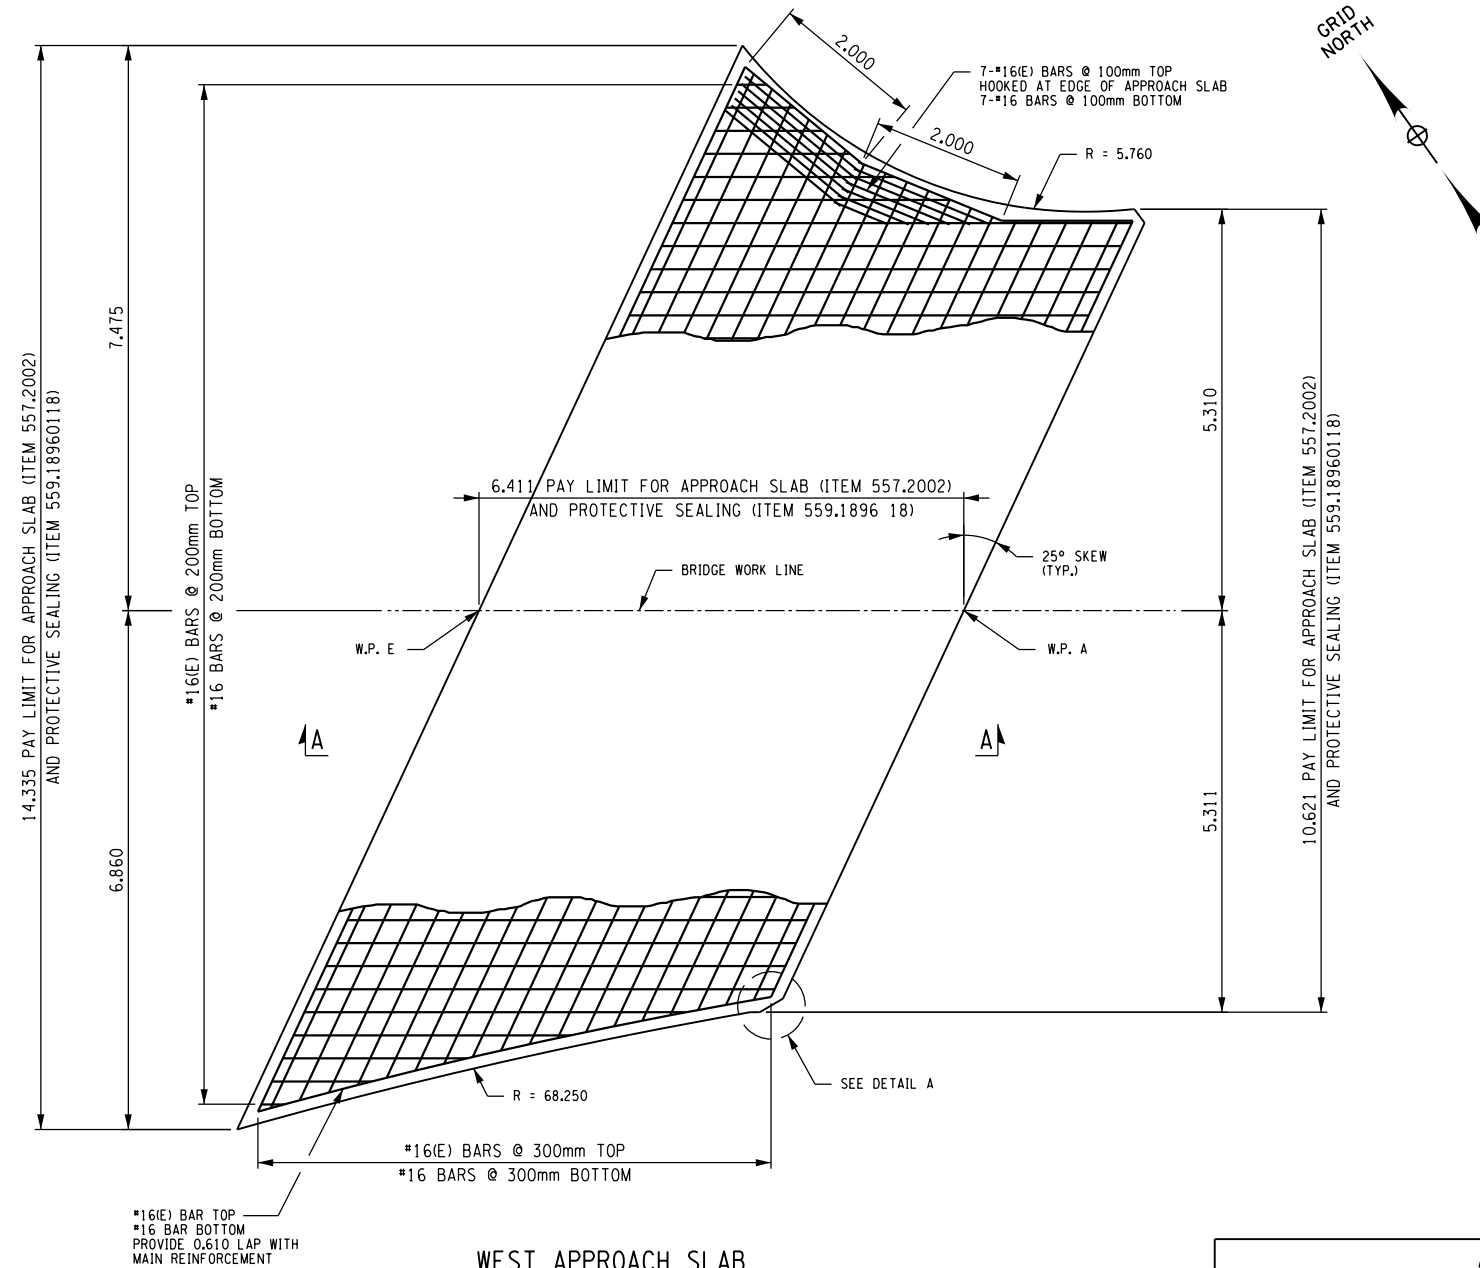 GRID
NORTH
2.000
7-#16(E) BARS @ 100mm TOP
HOOKED AT EDGE OF APPROACH SLAB
7-#16 BARS @ 100mm BOTTOM
2.000
R = 5.760
14.335 PAY LIMIT FOR APPROACH SLAB (ITEM 557.2002)
AND PROTECTIVE SEALING (ITEM 559.18960118)
7.475
6.860
#16(E) BARS @ 200mm TOP
#16 BARS @ 200mm BOTTOM
6.411 PAY LIMIT FOR APPROACH SLAB (ITEM 557.2002)
AND PROTECTIVE SEALING (ITEM 559.1896 18)
BRIDGE WORK LINE
25° SKEW
(TYP.)
W.P. E
W.P. A
5.310
5.311
10.621 PAY LIMIT FOR APPROACH SLAB (ITEM 557.2002)
AND PROTECTIVE SEALING (ITEM 559.18960118)
A
A
SEE DETAIL A
R = 68.250
#16(E) BARS @ 300mm TOP
#16 BARS @ 300mm BOTTOM
#16(E) BAR TOP
#16 BAR BOTTOM
PROVIDE 0.610 LAP WITH
MAIN REINFORCEMENT
WEST APPROACH SLAB